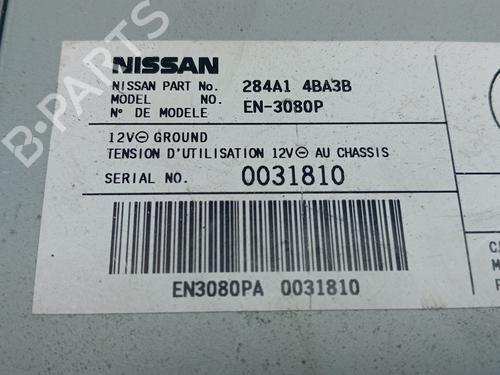 NISSAN
NISSAN PART No. 284A1 4BA3B
MODEL NO. EN-3080P
N° DE MODELE
12V⊖ GROUND
TENSION D'UTILISATION 12V⊖ AU CHASSIS
SERIAL NO. 0031810
EN3080PA 0031810
B-PARTS